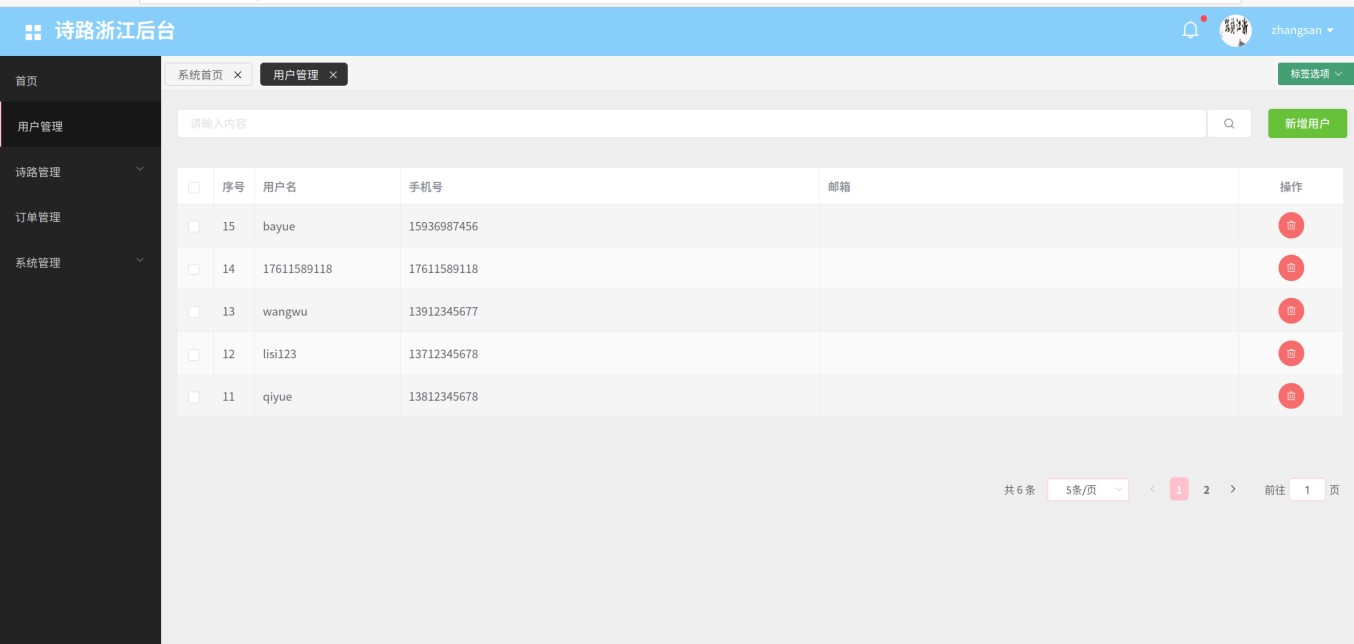 诗路浙江后台
zhangsan
首页
用户管理
诗路管理
订单管理
系统管理
系统首页
用户管理
标签选项
请输入内容
新增用户
序号 用户名 手机号 邮箱 操作
15 bayue 15936987456
14 17611589118 17611589118
13 wangwu 13912345677
12 lisi123 13712345678
11 qiyue 13812345678
共 6 条 5条/页 1 2 前往 1 页